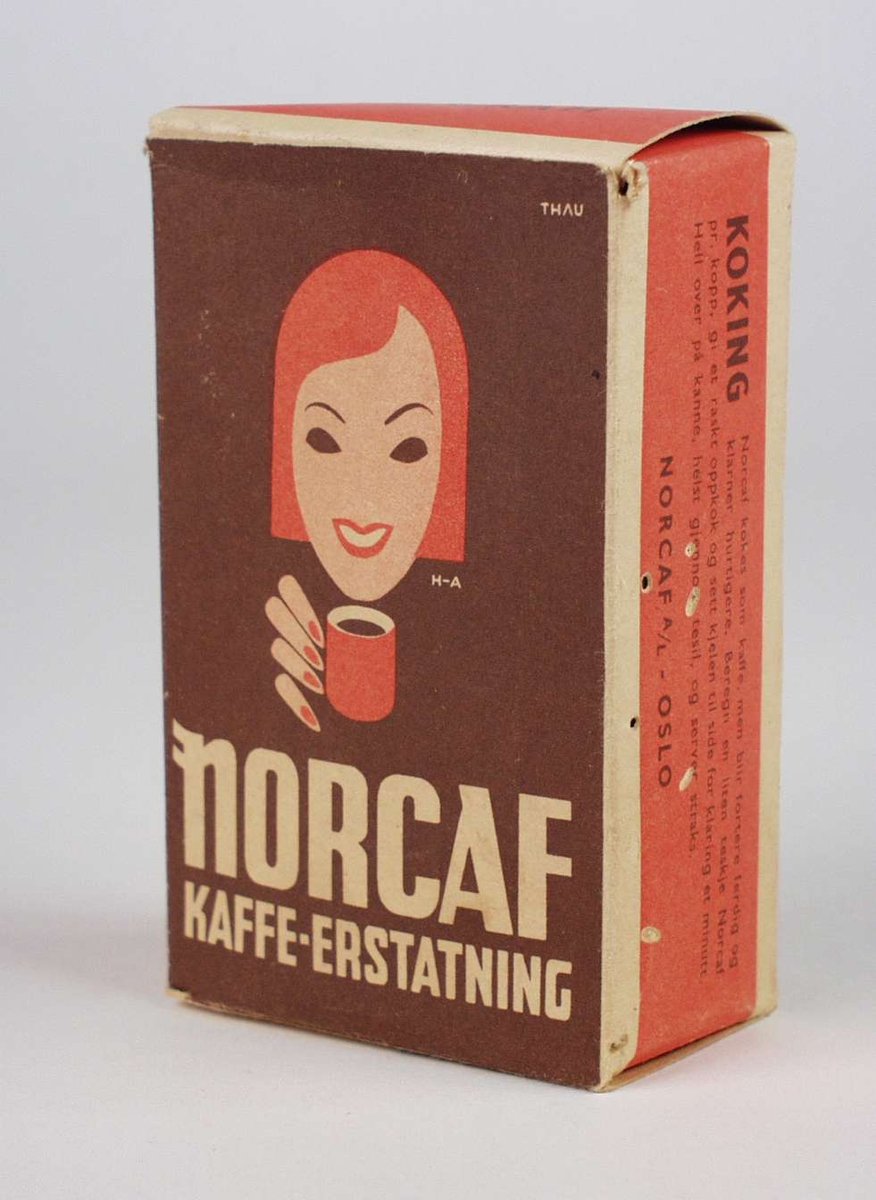 THAU
H-A
NORCAF
KAFFE-ERSTATNING
KOKING
Norcaf kokes som kaffe men blir fortere ferdig og
klarner hurtigere. Beregn en liten teskje Norcaf
pr. kopp, gi et raskt oppkok og sett kjelen til side for klaring et minutt.
Hell over på kanne, helst gjennom tesil, og server straks.
NORCAF A/L - OSLO